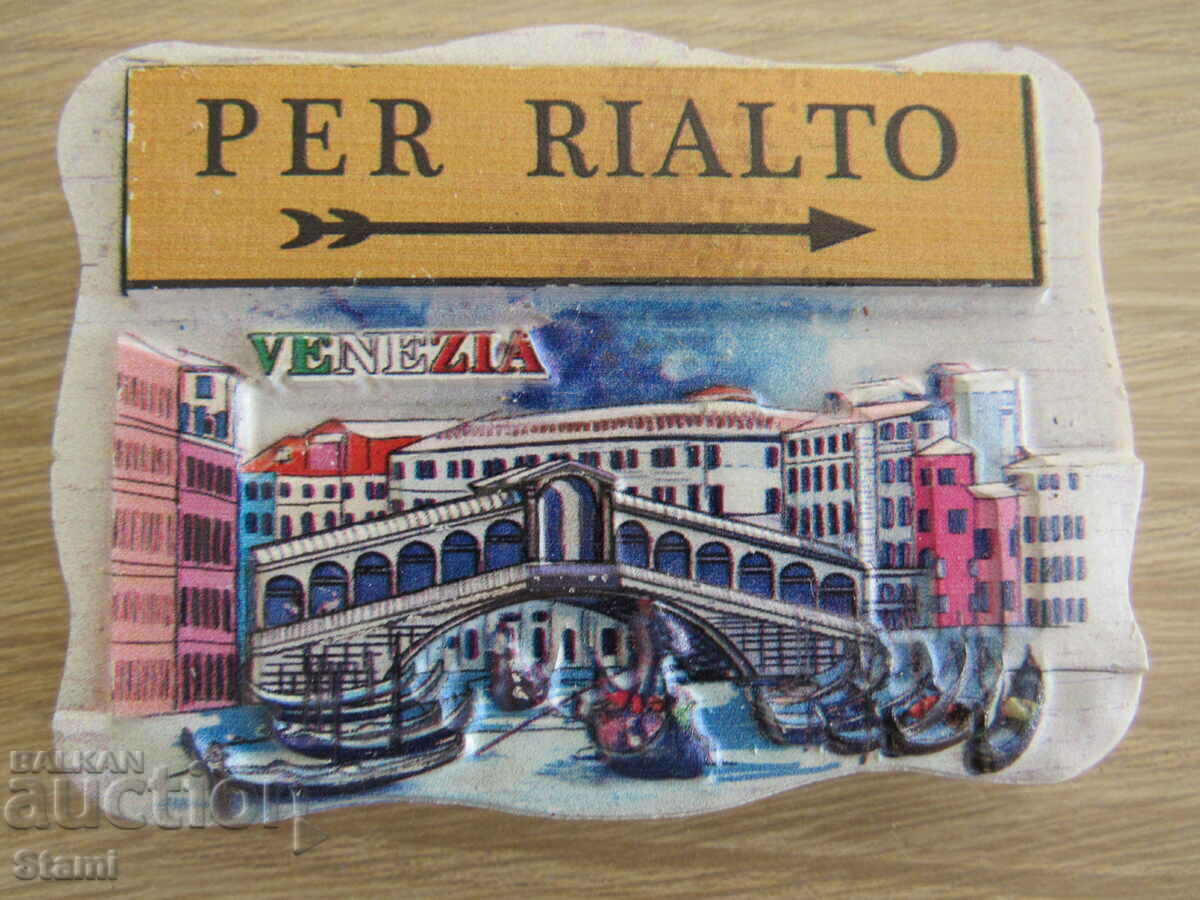 PER RIALTO
VENEZIA
BALKAN
auction
Stami